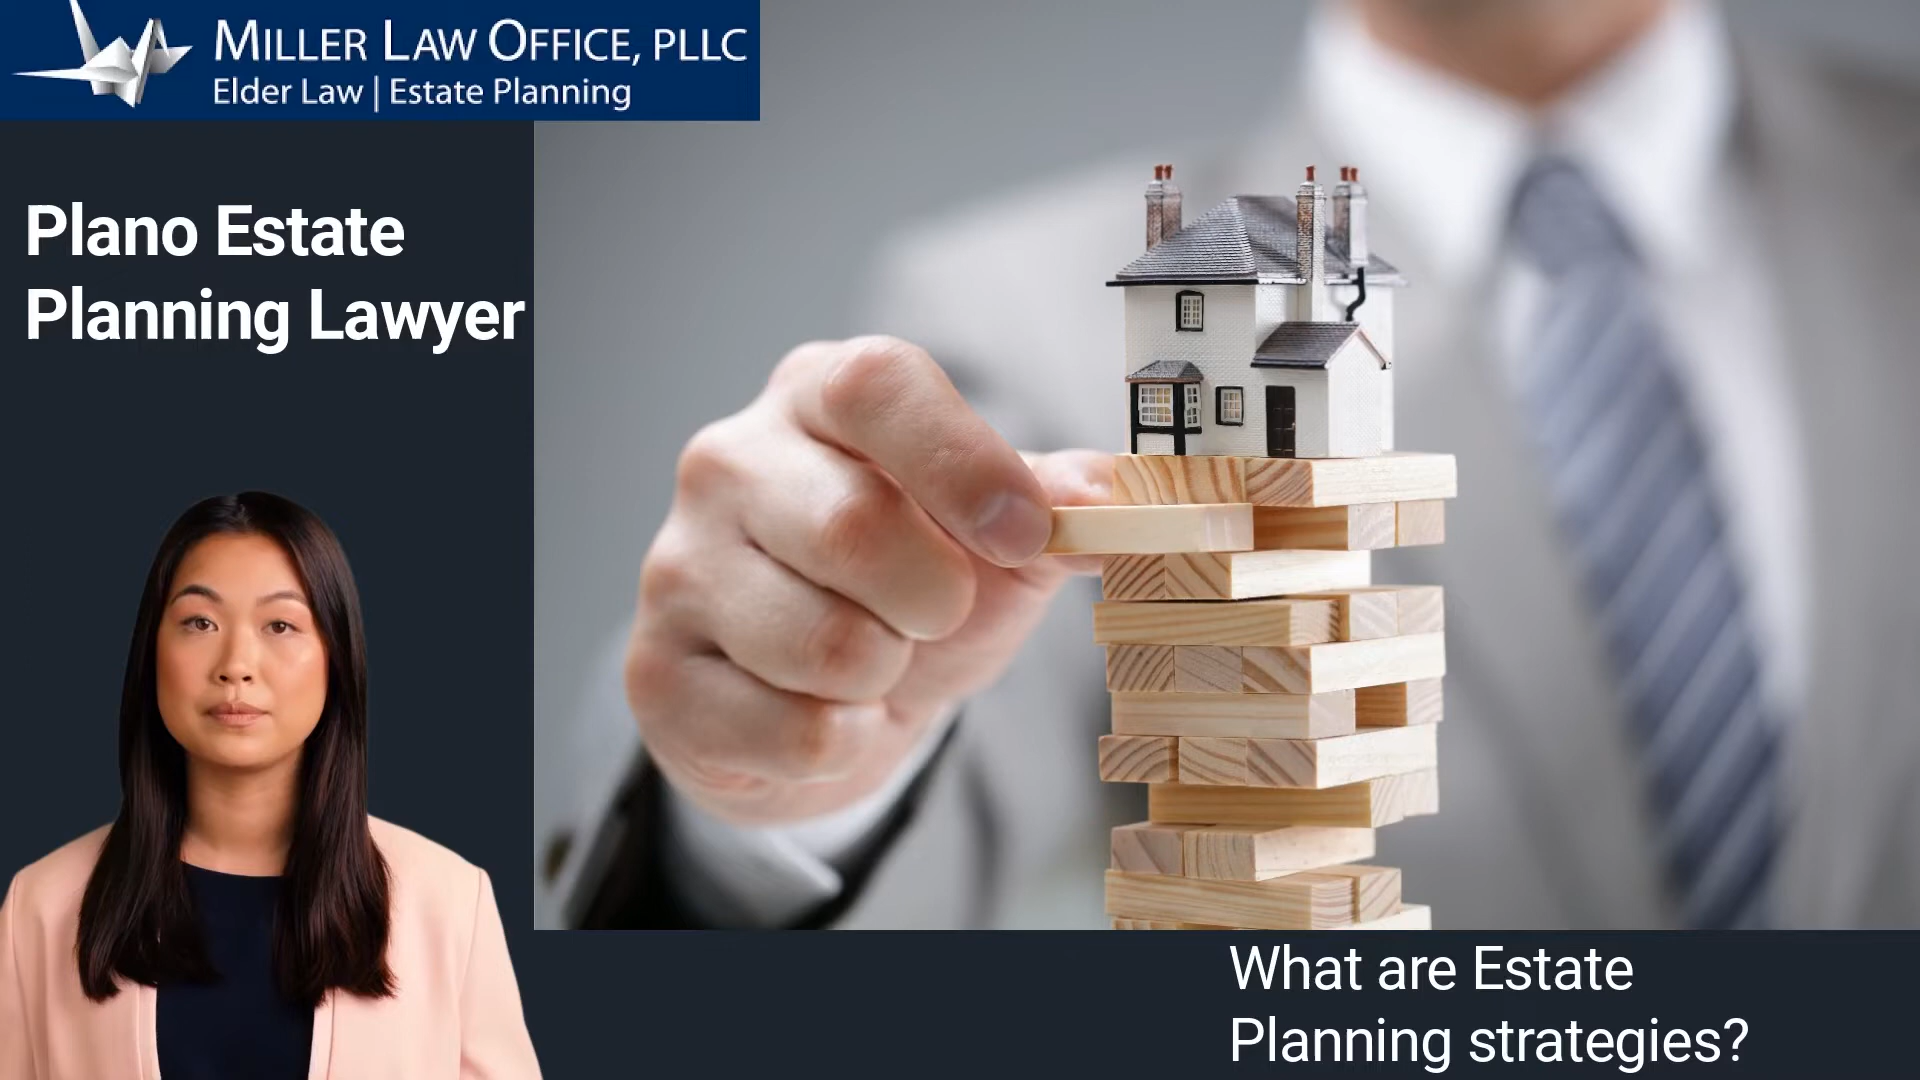 MILLER LAW OFFICE, PLLC
Elder Law | Estate Planning
Plano Estate
Planning Lawyer
What are Estate
Planning strategies?